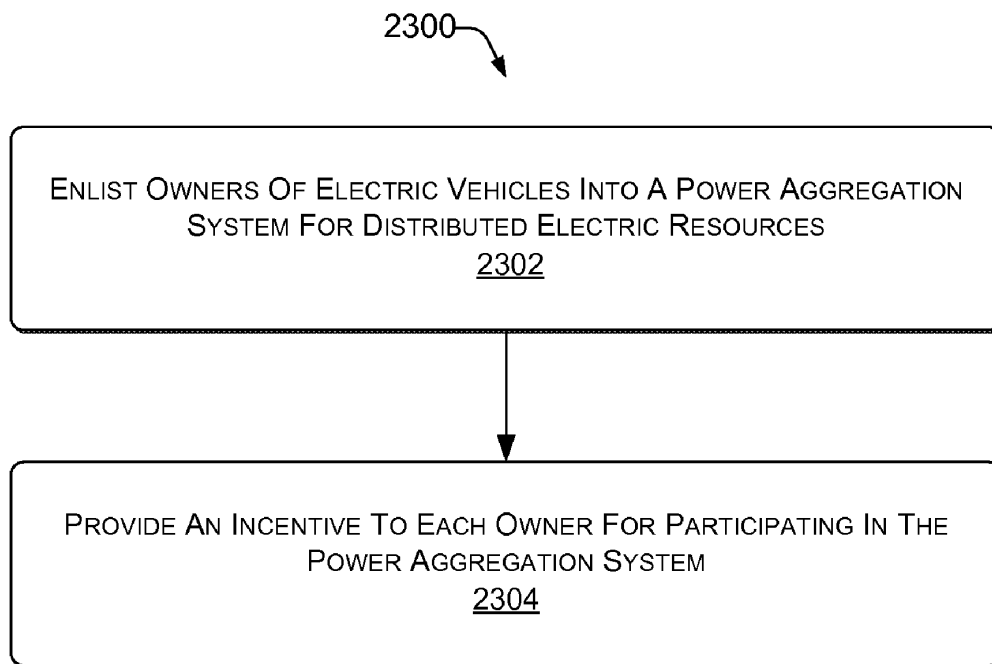 2300
ENLIST OWNERS OF ELECTRIC VEHICLES INTO A POWER AGGREGATION
SYSTEM FOR DISTRIBUTED ELECTRIC RESOURCES
2302
PROVIDE AN INCENTIVE TO EACH OWNER FOR PARTICIPATING IN THE
POWER AGGREGATION SYSTEM
2304